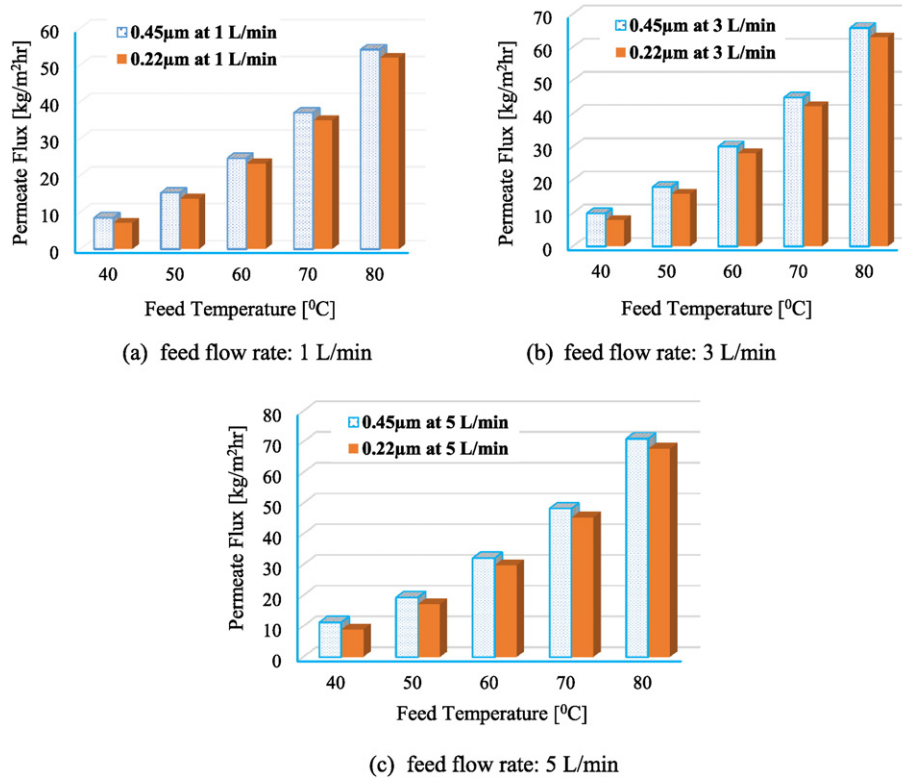 0.45µm at 1 L/min
0.22µm at 1 L/min
Permeate Flux [kg/m²hr]
60
50
40
30
20
10
0
40 50 60 70 80
Feed Temperature [⁰C]
(a) feed flow rate: 1 L/min
0.45µm at 3 L/min
0.22µm at 3 L/min
Permeate Flux [kg/m²hr]
70
60
50
40
30
20
10
0
40 50 60 70 80
Feed Temperature [⁰C]
(b) feed flow rate: 3 L/min
0.45µm at 5 L/min
0.22µm at 5 L/min
Permeate Flux [kg/m²hr]
80
70
60
50
40
30
20
10
0
40 50 60 70 80
Feed Temperature [⁰C]
(c) feed flow rate: 5 L/min